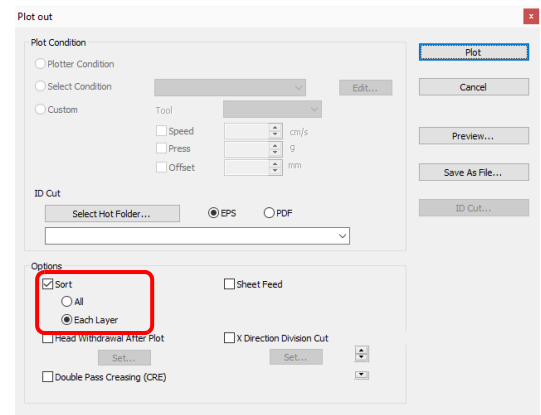 Plot out
x
Plot Condition
Plot
Plotter Condition
Select Condition
Edit...
Cancel
Custom
Tool
Speed
cm/s
Preview...
Press
g
Offset
mm
Save As File...
ID Cut
Select Hot Folder...
EPS
PDF
ID Cut...
Options
Sort
Sheet Feed
All
Each Layer
Head Withdrawal After Plot
X Direction Division Cut
Set...
Set...
Double Pass Creasing (CRE)